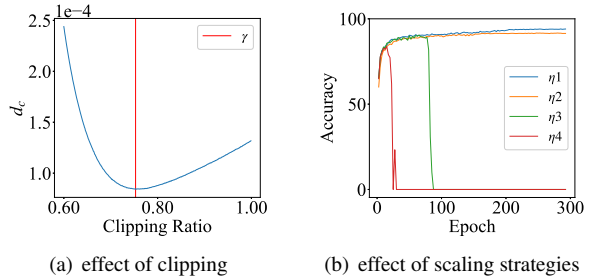 1e−4
2.5
2.0
1.5
1.0
d_c
γ
0.60
0.80
1.00
Clipping Ratio
(a) effect of clipping
100
50
0
Accuracy
η1
η2
η3
η4
0
100
200
300
Epoch
(b) effect of scaling strategies